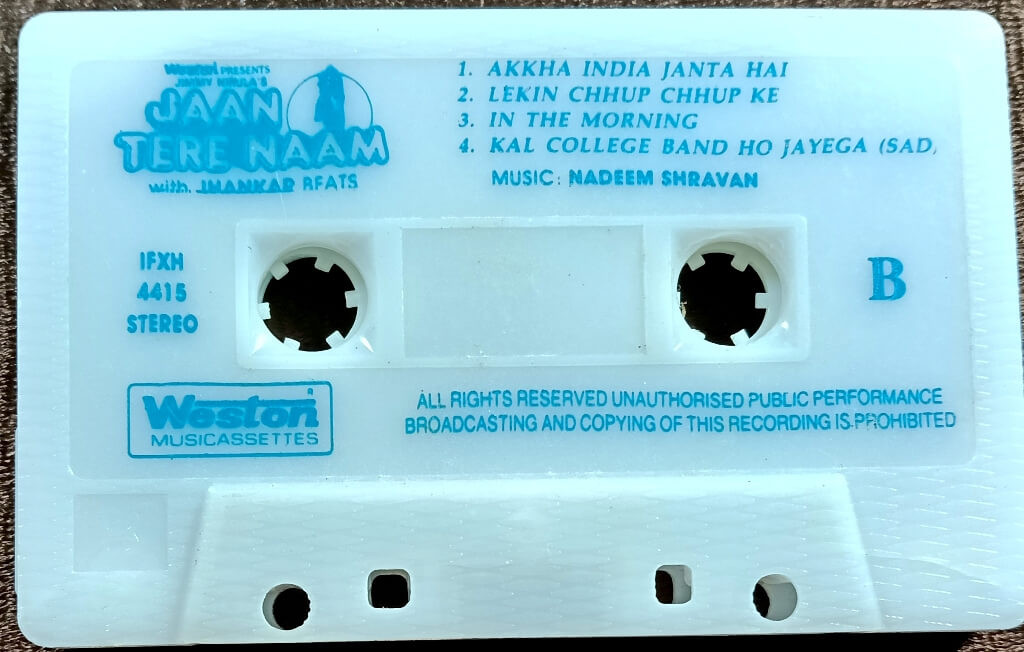 Weston PRESENTS
JIMMY NIRULA'S
JAAN
TERE NAAM
with JHANKAR BEATS
1. AKKHA INDIA JANTA HAI
2. LEKIN CHHUP CHHUP KE
3. IN THE MORNING
4. KAL COLLEGE BAND HO JAYEGA (SAD,
MUSIC: NADEEM SHRAVAN
IFXH
4415
STEREO
B
Weston R
MUSICASSETTES
ALL RIGHTS RESERVED UNAUTHORISED PUBLIC PERFORMANCE
BROADCASTING AND COPYING OF THIS RECORDING IS PROHIBITED